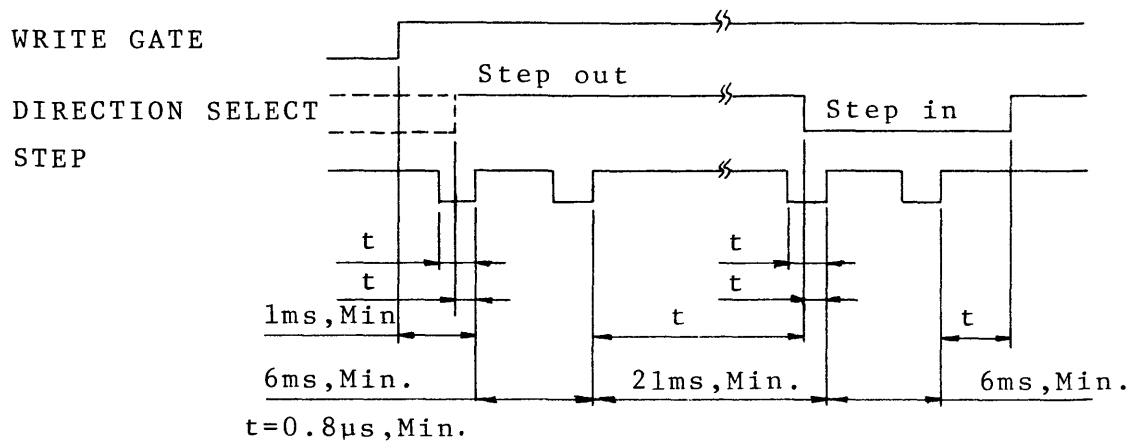 WRITE GATE
Step out
DIRECTION SELECT
Step in
STEP
t
t
t
t
1ms,Min
t
t
6ms,Min.
21ms,Min.
6ms,Min.
t=0.8µs,Min.